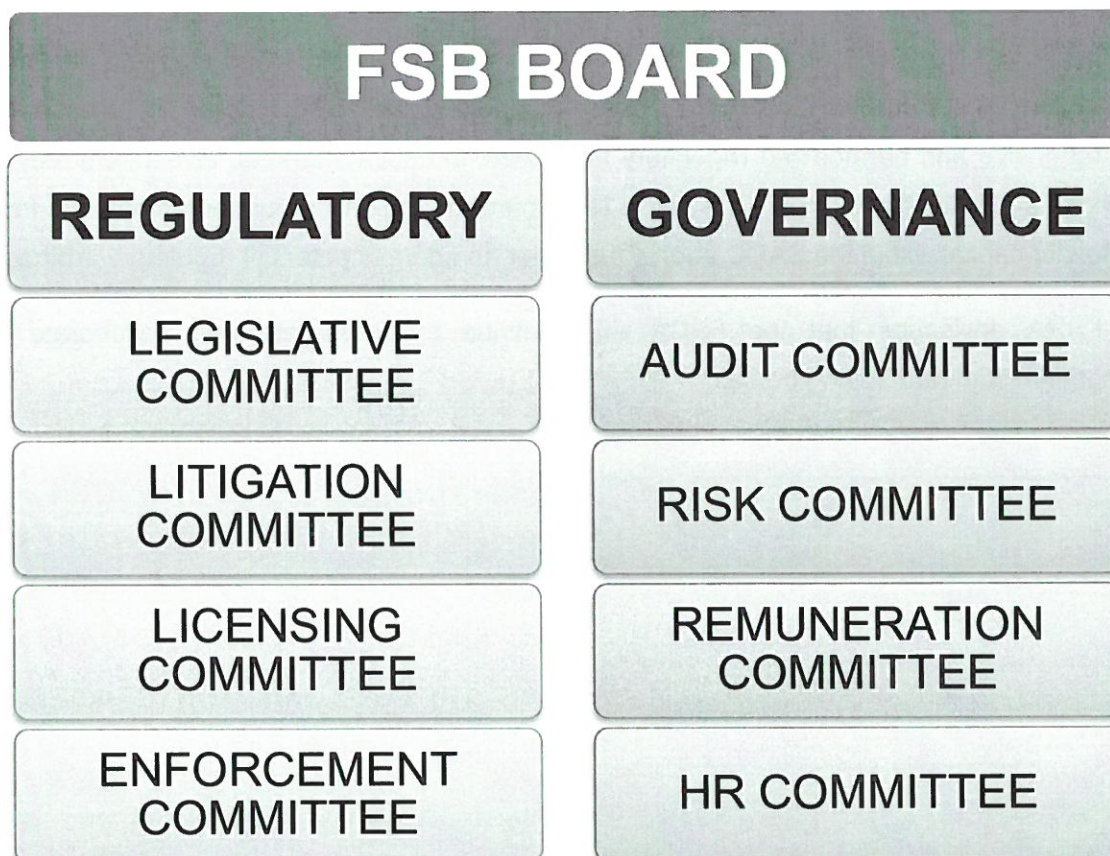 FSB BOARD
REGULATORY
LEGISLATIVE
COMMITTEE
LITIGATION
COMMITTEE
LICENSING
COMMITTEE
ENFORCEMENT
COMMITTEE
GOVERNANCE
AUDIT COMMITTEE
RISK COMMITTEE
REMUNERATION
COMMITTEE
HR COMMITTEE